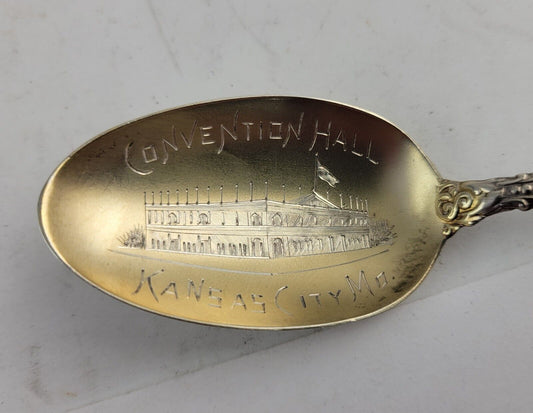 CONVENTION HALL
KANSAS CITY MO.